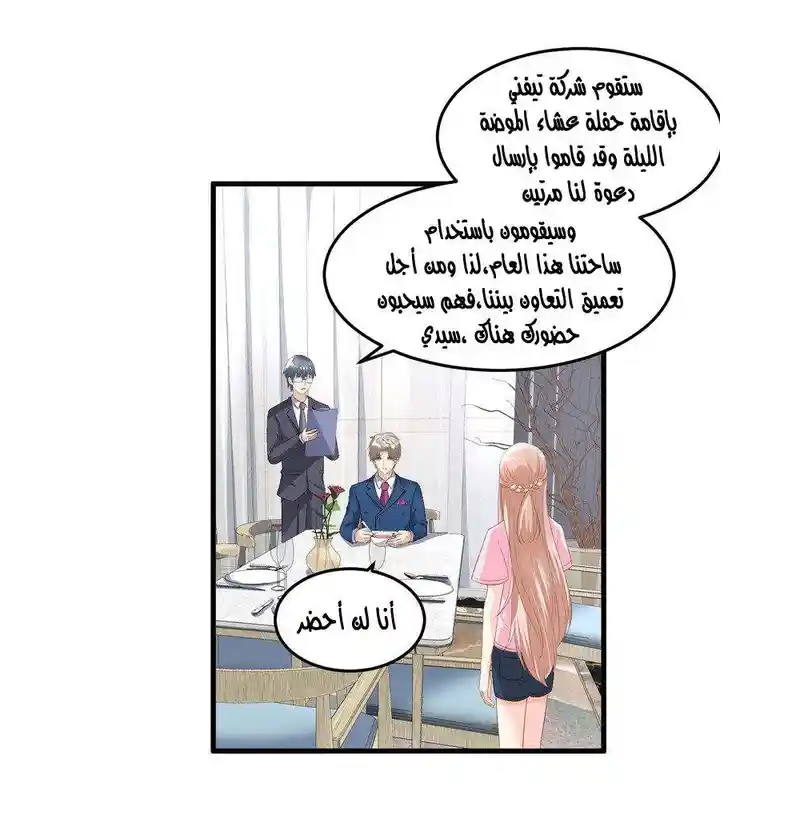 ستقوم شركة تيفني
بإقامة حفلة عشاء الموضة
الليلة وقد قاموا بإرسال
دعوة لنا مرتين
وسيقومون باستخدام
ساحتنا هذا العام،لذا ومن أجل
تعميق التعاون بيننا،فهم سيحبون
حضورك هناك ،سيدي
أنا لن أحضر